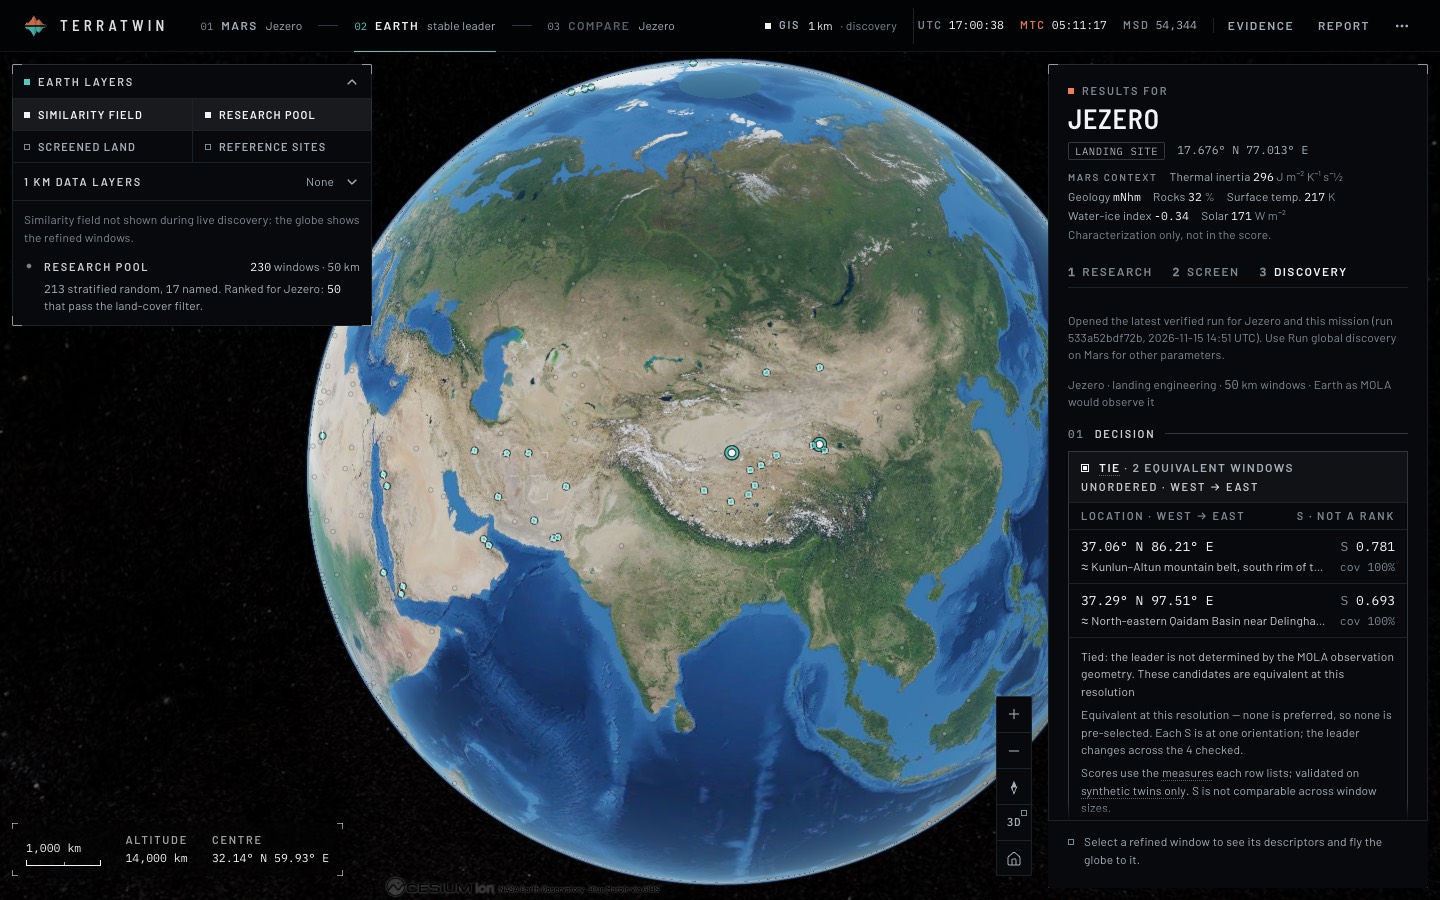 TERRATWIN
01 MARS Jezero
02 EARTH stable leader
03 COMPARE Jezero
GIS 1 km · discovery
UTC 17:00:38 MTC 05:11:17 MSD 54,344
EVIDENCE REPORT
EARTH LAYERS
SIMILARITY FIELD RESEARCH POOL
SCREENED LAND REFERENCE SITES
1 KM DATA LAYERS None
Similarity field not shown during live discovery: the globe shows
the refined windows.
RESEARCH POOL 230 windows · 50 km
213 stratified random, 17 named. Ranked for Jezero: 50
that pass the land-cover filter.
1,000 km
ALTITUDE
14,000 km
CENTRE
32.14° N 59.93° E
CESIUM ion
3D
RESULTS FOR
JEZERO
LANDING SITE 17.676° N 77.013° E
MARS CONTEXT Thermal inertia 296 J m⁻² K⁻¹ s⁻½
Geology mNhm Rocks 32 % Surface temp. 217 K
Water-ice index -0.34 Solar 171 W m⁻²
Characterization only, not in the score.
1 RESEARCH 2 SCREEN 3 DISCOVERY
Opened the latest verified run for Jezero and this mission (run
533a52bdf72b, 2026-11-15 14:51 UTC). Use Run global discovery
on Mars for other parameters.
Jezero · landing engineering · 50 km windows · Earth as MOLA
would observe it
01 DECISION
TIE · 2 EQUIVALENT WINDOWS
UNORDERED · WEST → EAST
LOCATION · WEST → EAST S · NOT A RANK
37.06° N 86.21° E S 0.781
≈ Kunlun–Altun mountain belt, south rim of t... cov 100%
37.29° N 97.51° E S 0.693
≈ North-eastern Qaidam Basin near Delingha... cov 100%
Tied: the leader is not determined by the MOLA observation
geometry. These candidates are equivalent at this
resolution
Equivalent at this resolution — none is preferred, so none is
pre-selected. Each S is at one orientation; the leader
changes across the 4 checked.
Scores use the measures each row lists; validated on
synthetic twins only. S is not comparable across window
sizes.
Select a refined window to see its descriptors and fly the
globe to it.